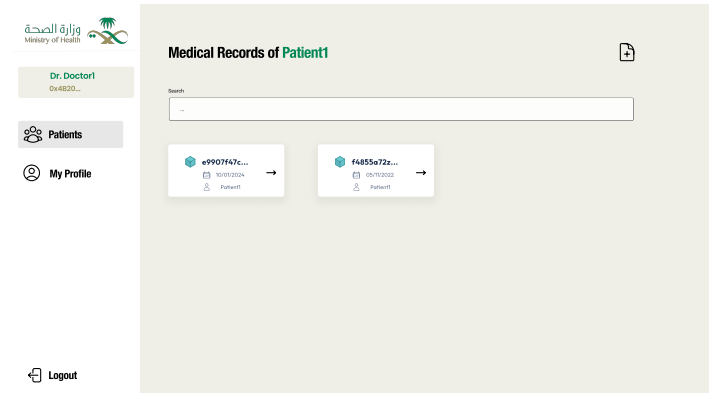 وزارة الصحة
Ministry of Health
Dr. Doctor1
0x4B20...
Patients
My Profile
Logout
Medical Records of Patient1
Search
...
e9907f47c...
10/01/2024
Patient1
f4855a72z...
05/11/2022
Patient1